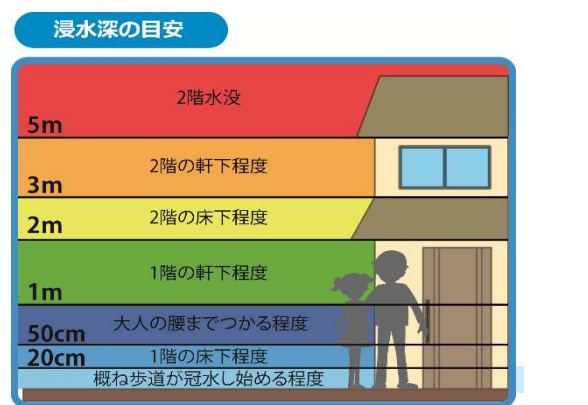 浸水深の目安
2階水没
5m
2階の軒下程度
3m
2階の床下程度
2m
1階の軒下程度
1m
大人の腰までつかる程度
50cm
1階の床下程度
20cm
概ね歩道が冠水し始める程度